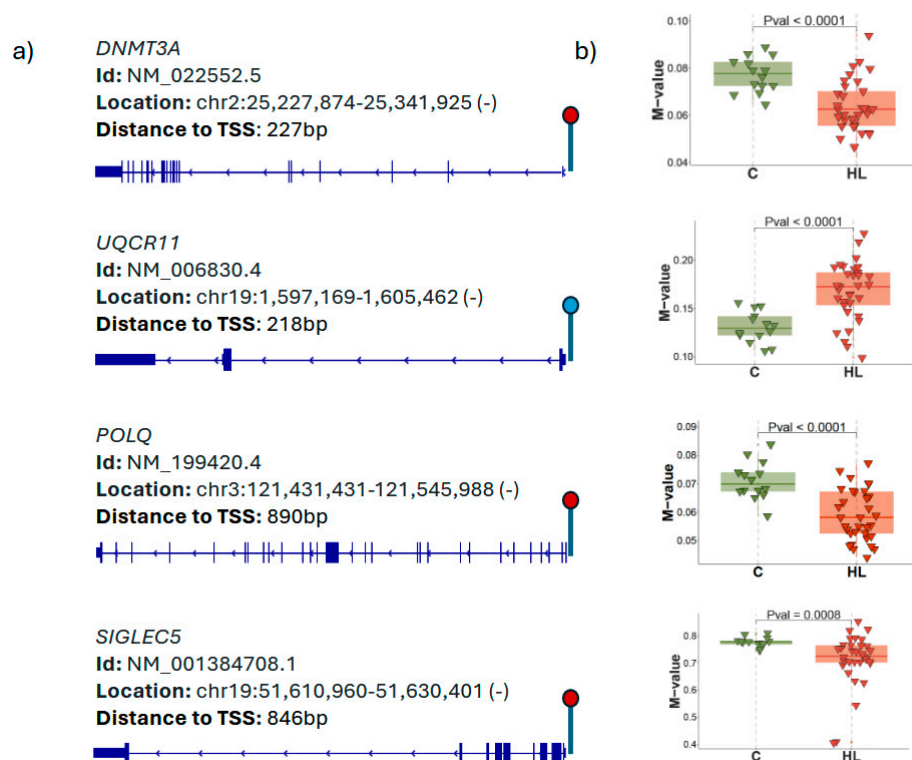 a)
DNMT3A
Id: NM_022552.5
Location: chr2:25,227,874-25,341,925 (-)
Distance to TSS: 227bp
UQCR11
Id: NM_006830.4
Location: chr19:1,597,169-1,605,462 (-)
Distance to TSS: 218bp
POLQ
Id: NM_199420.4
Location: chr3:121,431,431-121,545,988 (-)
Distance to TSS: 890bp
SIGLEC5
Id: NM_001384708.1
Location: chr19:51,610,960-51,630,401 (-)
Distance to TSS: 846bp
b)
Pval < 0.0001
M-value
0.10
0.08
0.06
0.04
C HL
Pval < 0.0001
M-value
0.20
0.15
0.10
C HL
Pval < 0.0001
M-value
0.09
0.08
0.07
0.06
0.05
C HL
Pval = 0.0008
M-value
0.8
0.7
0.6
0.5
0.4
C HL